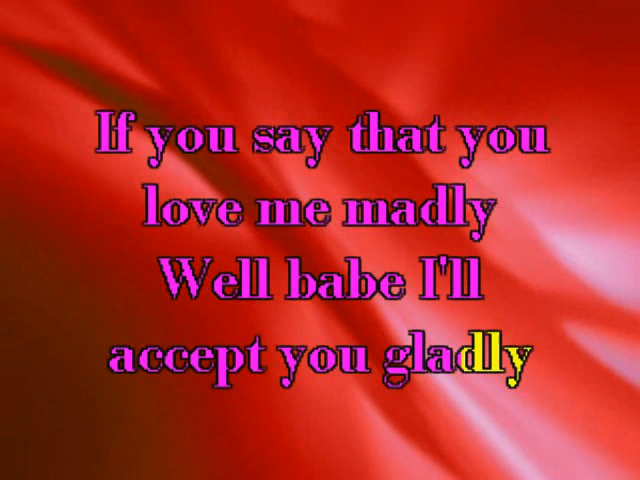 If you say that you
love me madly
Well babe I'll
accept you gladly